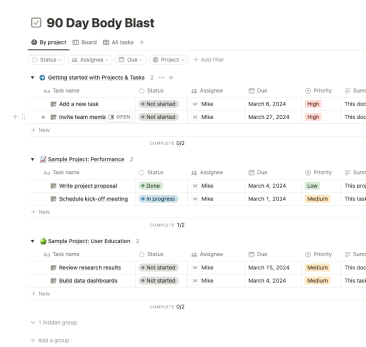 90 Day Body Blast
By project Board All tasks
Status Assignee Due Project Add filter
Getting started with Projects & Tasks 2
Aa Task name Status Assignee Due Priority Summ
Add a new task Not started M Mike March 6, 2024 High This doc
Invite team memb OPEN Not started M Mike March 27, 2024 High This doc
+ New
COMPLETE 0/2
Sample Project: Performance 2
Aa Task name Status Assignee Due Priority Summ
Write project proposal Done M Mike March 4, 2024 Low This proj
Schedule kick-off meeting In progress M Mike March 1, 2024 Medium This task
+ New
COMPLETE 1/2
Sample Project: User Education 2
Aa Task name Status Assignee Due Priority Summ
Review research results Not started M Mike March 15, 2024 Medium This doc
Build data dashboards Not started M Mike March 4, 2024 Medium This task
+ New
COMPLETE 0/2
1 hidden group
+ Add a group